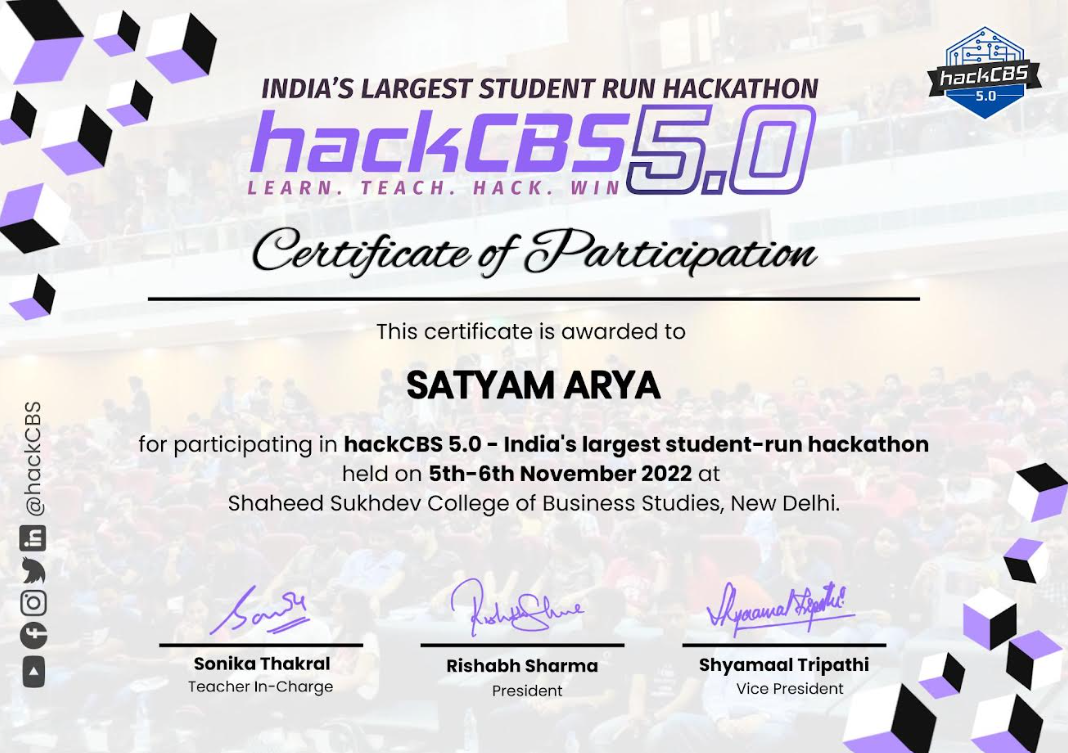 INDIA'S LARGEST STUDENT RUN HACKATHON
hackCBS 5.0
LEARN. TEACH. HACK. WIN
hackCBS
5.0
Certificate of Participation
This certificate is awarded to
SATYAM ARYA
for participating in hackCBS 5.0 - India's largest student-run hackathon
held on 5th-6th November 2022 at
Shaheed Sukhdev College of Business Studies, New Delhi.
@hackCBS
Sonika Thakral
Teacher In-Charge
Rishabh Sharma
President
Shyamaal Tripathi
Vice President